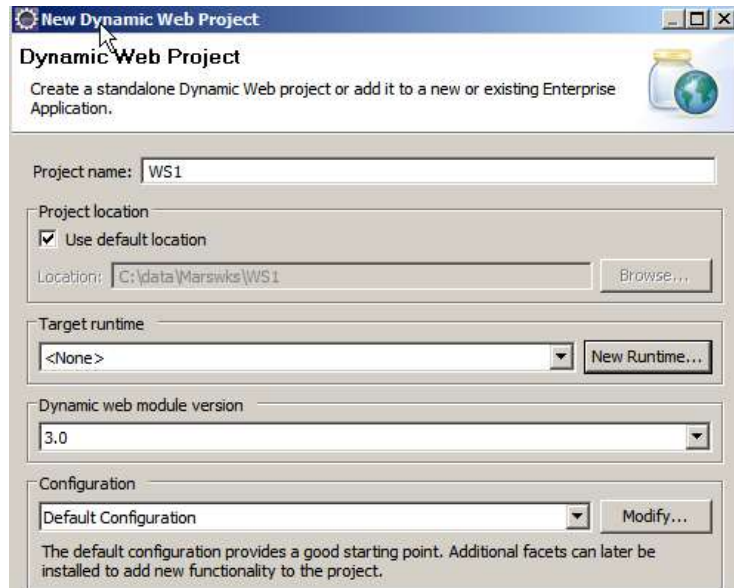 New Dynamic Web Project
Dynamic Web Project
Create a standalone Dynamic Web project or add it to a new or existing Enterprise
Application.
Project name: WS1
Project location
Use default location
Location: C:\data\Marswks\WS1 Browse...
Target runtime
<None> New Runtime...
Dynamic web module version
3.0
Configuration
Default Configuration Modify...
The default configuration provides a good starting point. Additional facets can later be
installed to add new functionality to the project.